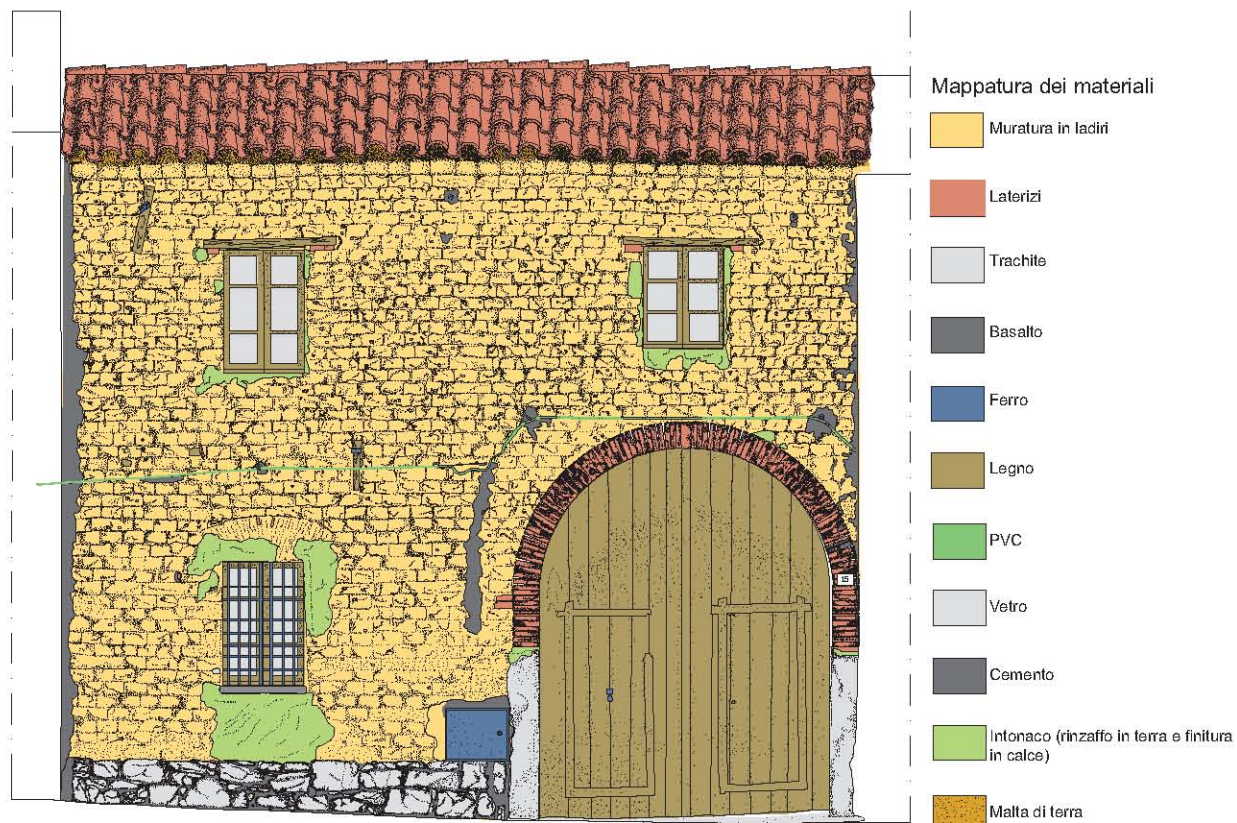 Mappatura dei materiali
Muratura in ladiri
Laterizi
Trachite
Basalto
Ferro
Legno
PVC
Vetro
Cemento
Intonaco (rinzaffo in terra e finitura
in calce)
Malta di terra
15